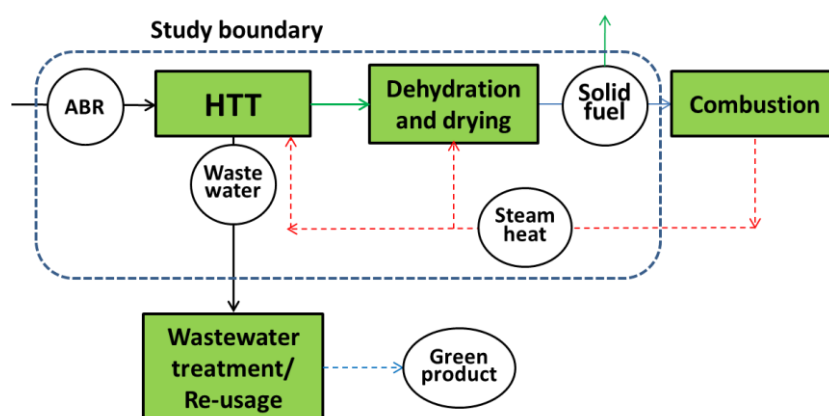 Study boundary
ABR
HTT
Dehydration
and drying
Solid
fuel
Combustion
Waste
water
Steam
heat
Wastewater
treatment/
Re-usage
Green
product